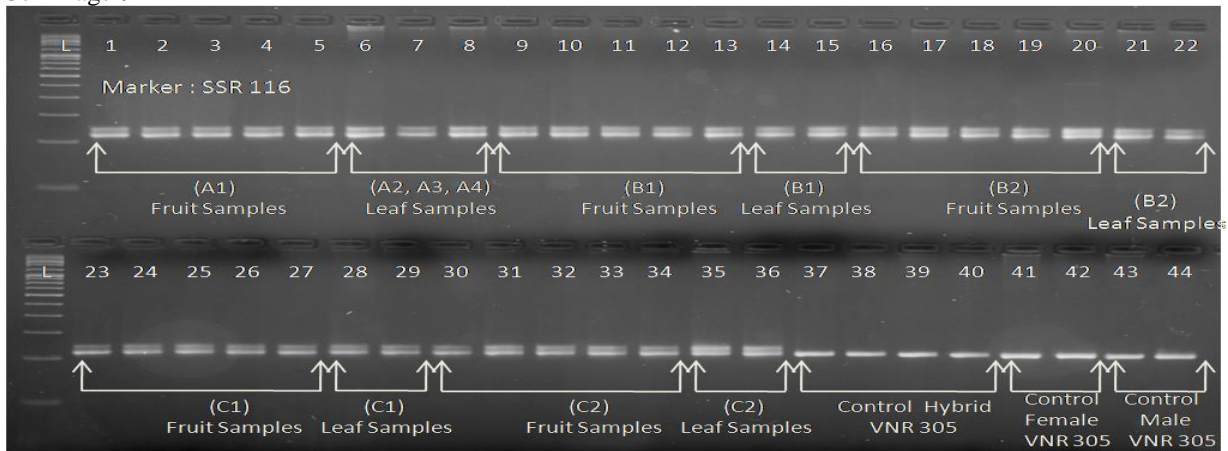 L 1 2 3 4 5 6 7 8 9 10 11 12 13 14 15 16 17 18 19 20 21 22
Marker : SSR 116
(A1) (A2, A3, A4) (B1) (B1) (B2) (B2)
Fruit Samples Leaf Samples Fruit Samples Leaf Samples Fruit Samples Leaf Samples
L 23 24 25 26 27 28 29 30 31 32 33 34 35 36 37 38 39 40 41 42 43 44
(C1) (C1) (C2) (C2) Control Hybrid Control Control
Fruit Samples Leaf Samples Fruit Samples Leaf Samples VNR 305 Female Male
VNR 305 VNR 305